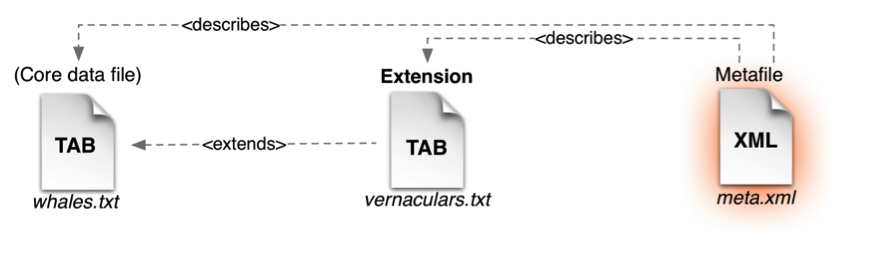 <describes>
<describes>
(Core data file)
Extension
Metafile
TAB
<extends>
TAB
XML
whales.txt
vernaculars.txt
meta.xml